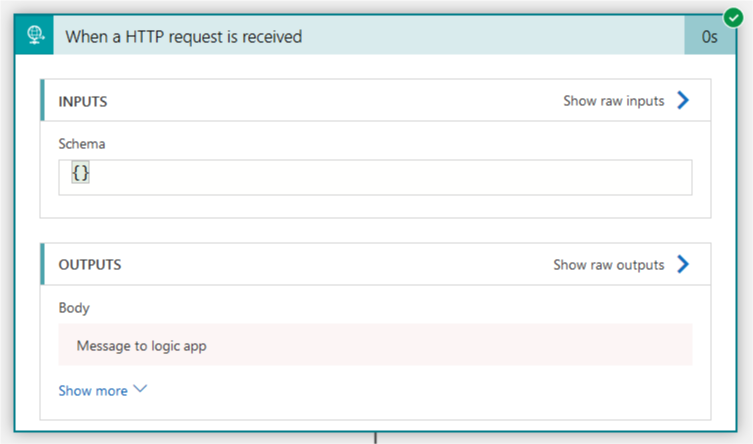 When a HTTP request is received
0s
INPUTS
Show raw inputs
Schema
{}
OUTPUTS
Show raw outputs
Body
Message to logic app
Show more